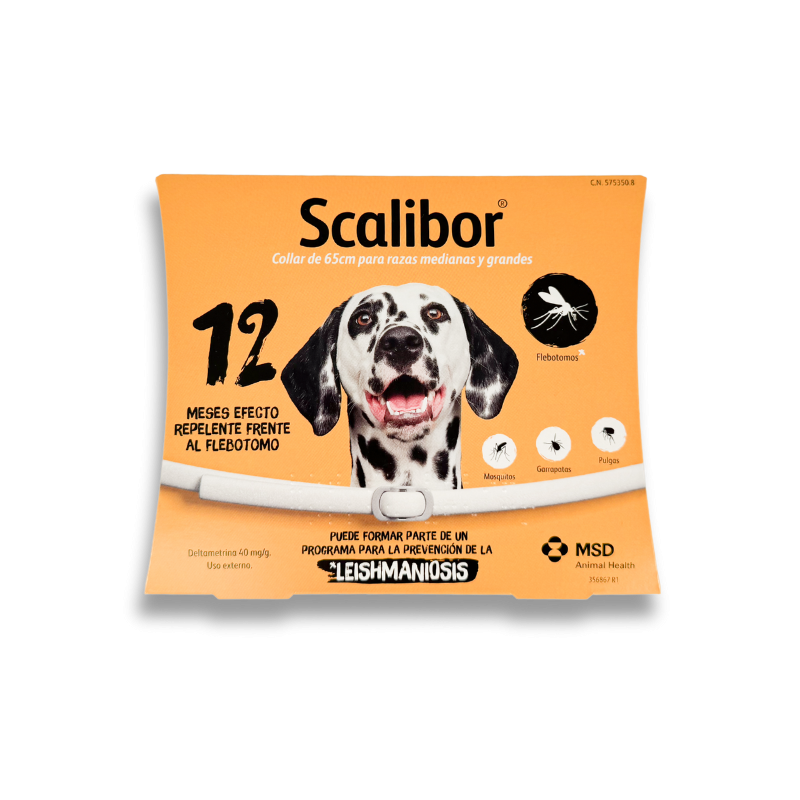 C.N. 575350.8
Scalibor®
Collar de 65cm para razas medianas y grandes
12
MESES EFECTO
REPELENTE FRENTE
AL FLEBOTOMO
Flebotomos
Mosquitos
Garrapatas
Pulgas
Deltametrina 40 mg/g.
Uso externo.
PUEDE FORMAR PARTE DE UN
PROGRAMA PARA LA PREVENCIÓN DE LA
*LEISHMANIOSIS
MSD
Animal Health
356867 R1